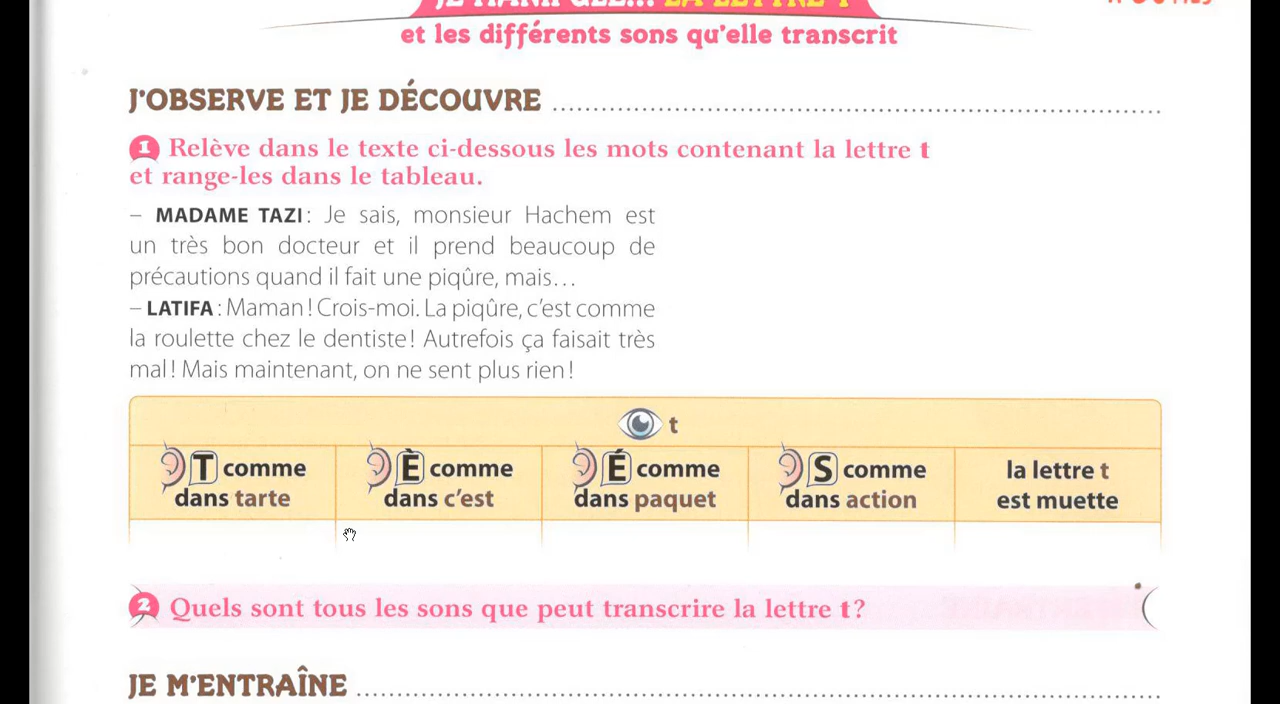 et les différents sons qu'elle transcrit
J'OBSERVE ET JE DÉCOUVRE
1 Relève dans le texte ci-dessous les mots contenant la lettre t
et range-les dans le tableau.
– MADAME TAZI : Je sais, monsieur Hachem est
un très bon docteur et il prend beaucoup de
précautions quand il fait une piqûre, mais...
– LATIFA : Maman ! Crois-moi. La piqûre, c'est comme
la roulette chez le dentiste ! Autrefois ça faisait très
mal ! Mais maintenant, on ne sent plus rien !
t
T comme
dans tarte
È comme
dans c'est
É comme
dans paquet
S comme
dans action
la lettre t
est muette
2 Quels sont tous les sons que peut transcrire la lettre t ?
JE M'ENTRAÎNE